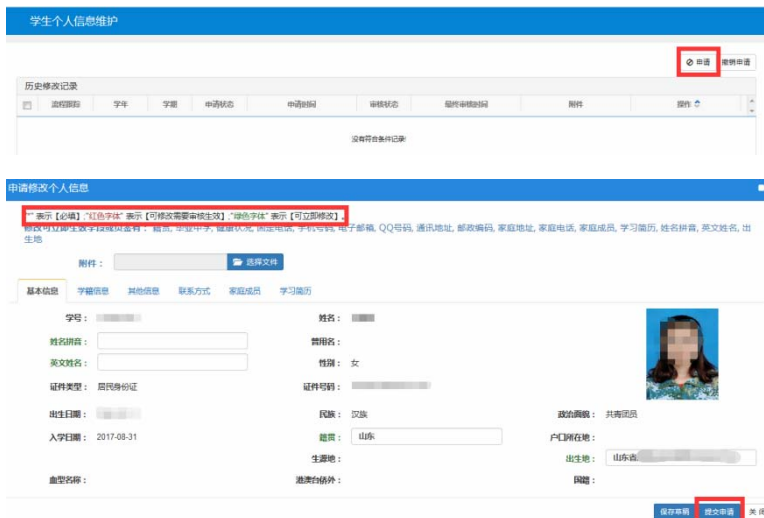 学生个人信息维护
申请 撤销申请
历史修改记录
流程跟踪 学年 学期 申请状态 申请时间 审核状态 最终审核时间 附件 操作
没有符合条件记录!
申请修改个人信息
"*" 表示【必填】;"红色字体" 表示【可修改需要审核生效】;"绿色字体" 表示【可立即修改】。
修改可立即生效字段或页签有：籍贯, 毕业中学, 健康状况, 固定电话, 手机号码, 电子邮箱, QQ号码, 通讯地址, 邮政编码, 家庭地址, 家庭电话, 家庭成员, 学习简历, 姓名拼音, 英文姓名, 出
生地
附件： 选择文件
基本信息 学籍信息 其他信息 联系方式 家庭成员 学习简历
学号： 姓名：
姓名拼音： 曾用名：
英文姓名： 性别： 女
证件类型： 居民身份证 证件号码：
出生日期： 民族： 汉族 政治面貌： 共青团员
入学日期： 2017-08-31 籍贯： 山东 户口所在地：
生源地： 出生地： 山东省
血型名称： 港澳台侨外： 国籍：
保存草稿 提交申请 关闭